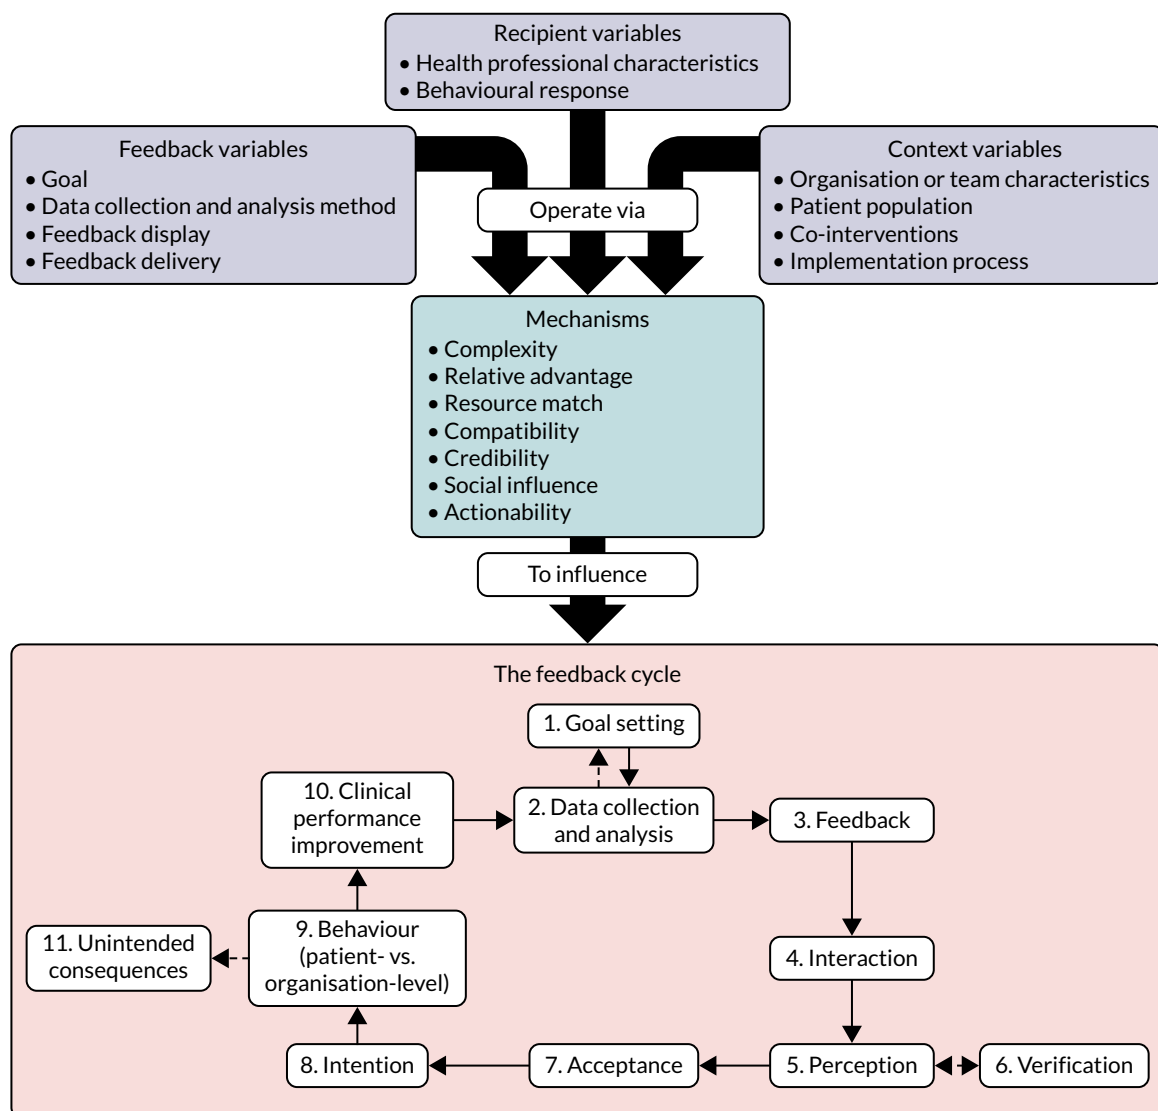 Recipient variables
• Health professional characteristics
• Behavioural response
Feedback variables
• Goal
• Data collection and analysis method
• Feedback display
• Feedback delivery
Context variables
• Organisation or team characteristics
• Patient population
• Co-interventions
• Implementation process
Operate via
Mechanisms
• Complexity
• Relative advantage
• Resource match
• Compatibility
• Credibility
• Social influence
• Actionability
To influence
The feedback cycle
1. Goal setting
2. Data collection
and analysis
3. Feedback
4. Interaction
5. Perception
6. Verification
7. Acceptance
8. Intention
9. Behaviour
(patient- vs.
organisation-level)
10. Clinical
performance
improvement
11. Unintended
consequences